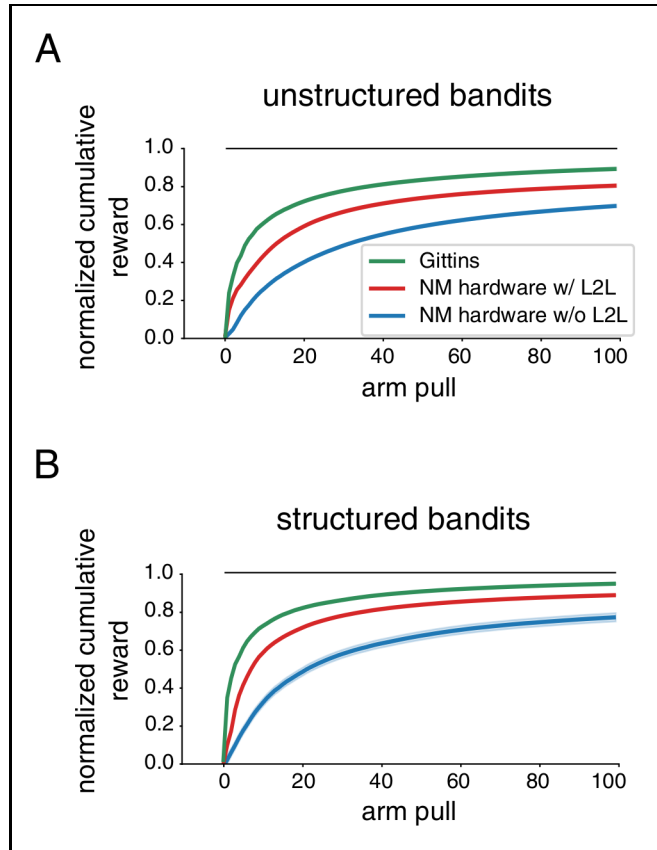 A
unstructured bandits
normalized cumulative
reward
1.0
0.8
0.6
0.4
0.2
0.0
Gittins
NM hardware w/ L2L
NM hardware w/o L2L
0 20 40 60 80 100
arm pull
B
structured bandits
normalized cumulative
reward
1.0
0.8
0.6
0.4
0.2
0.0
0 20 40 60 80 100
arm pull